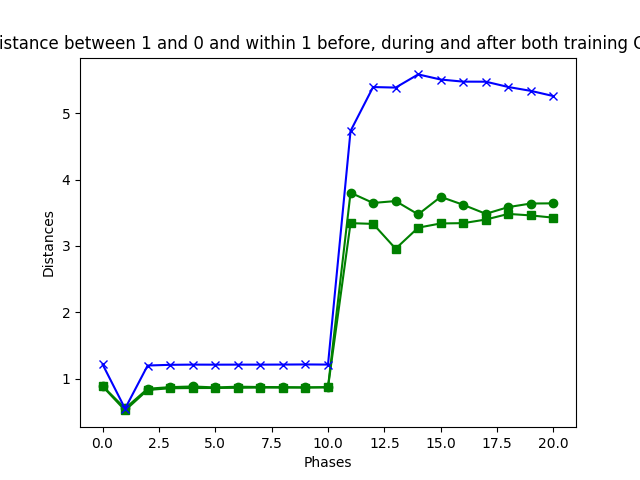 istance between 1 and 0 and within 1 before, during and after both training
Distances
5
4
3
2
1
0.0 2.5 5.0 7.5 10.0 12.5 15.0 17.5 20.0
Phases